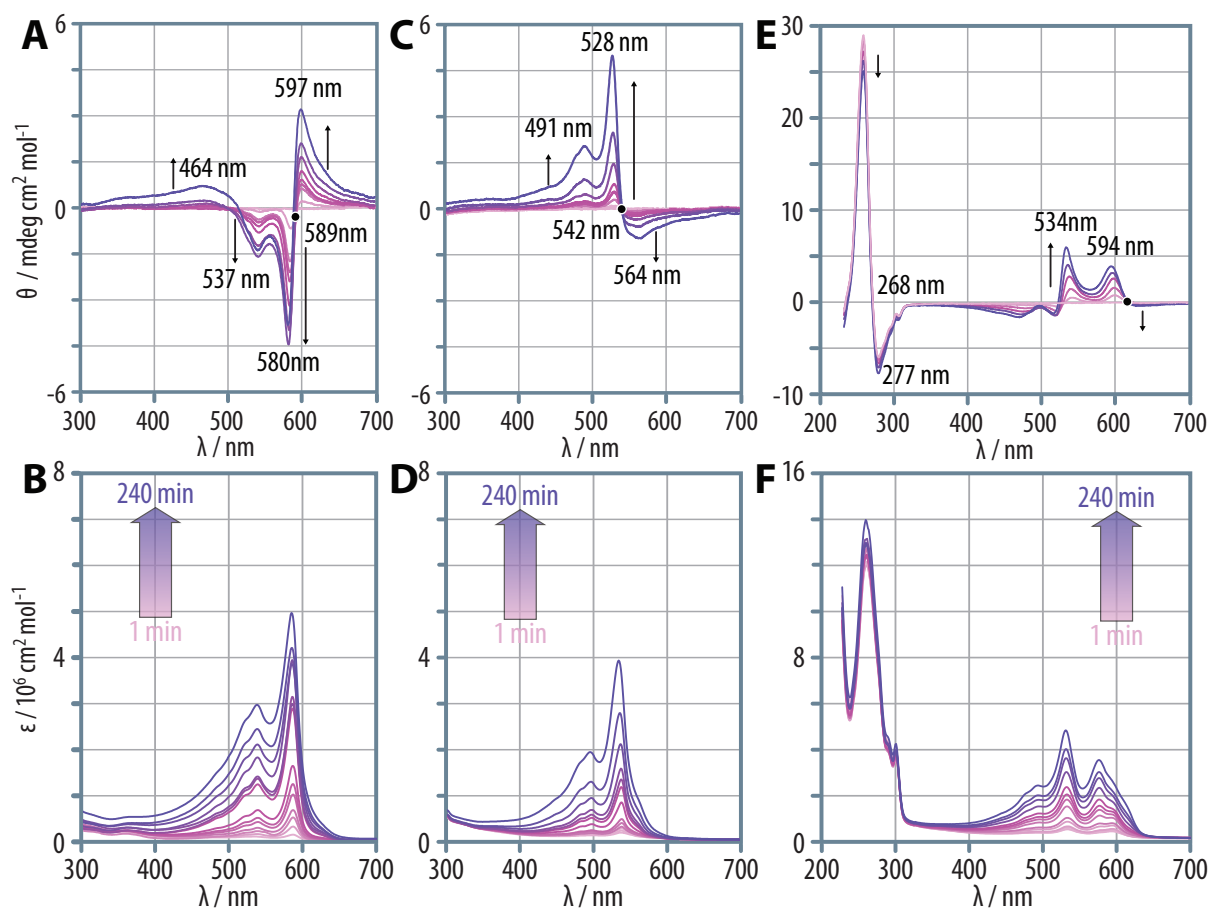 A
6
0
-6
θ / mdeg cm² mol⁻¹
597 nm
464 nm
589nm
537 nm
580nm
300 400 500 600 700
λ / nm
C
6
0
-6
528 nm
491 nm
542 nm
564 nm
300 400 500 600 700
λ / nm
E
30
20
10
0
-10
534nm
594 nm
268 nm
277 nm
200 300 400 500 600 700
λ / nm
B
8
4
0
ε / 10⁶ cm² mol⁻¹
240 min
1 min
300 400 500 600 700
λ / nm
D
8
4
0
240 min
1 min
300 400 500 600 700
λ / nm
F
16
8
0
240 min
1 min
200 300 400 500 600 700
λ / nm